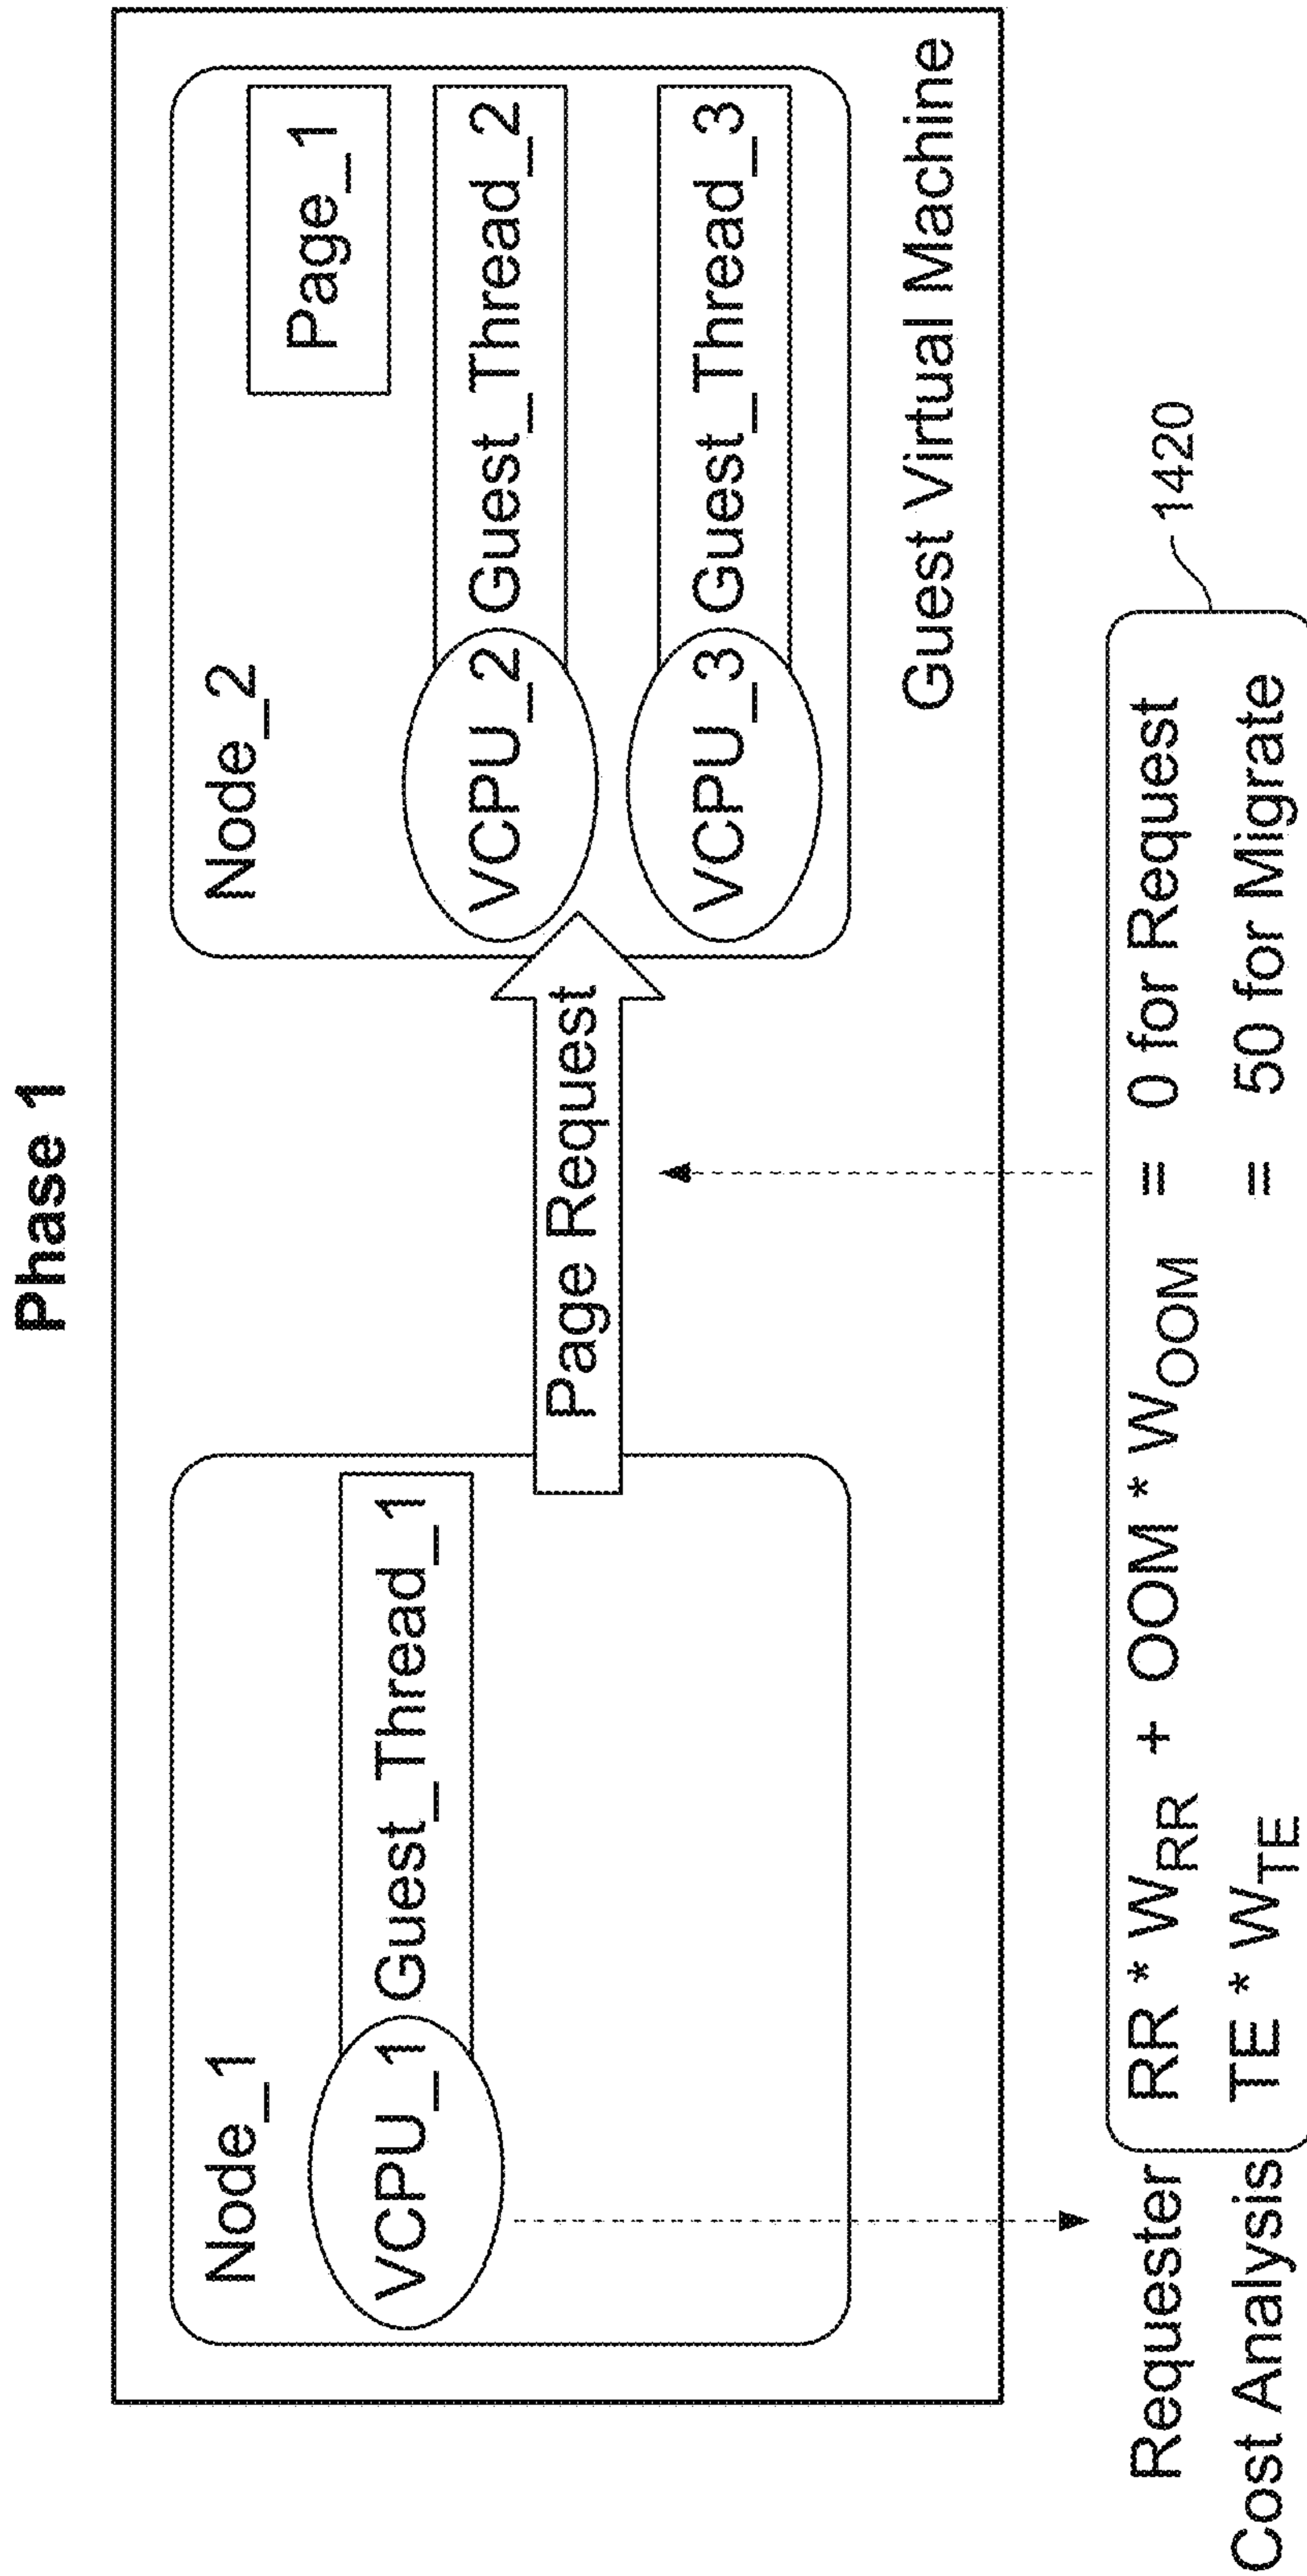 Phase 1
Node_1
VCPU_1 Guest_Thread_1
Page Request
Node_2
Page_1
VCPU_2 Guest_Thread_2
VCPU_3 Guest_Thread_3
Guest Virtual Machine
Requester RR * W_RR + OOM * W_OOM = 0 for Request
Cost Analysis TE * W_TE = 50 for Migrate
1420